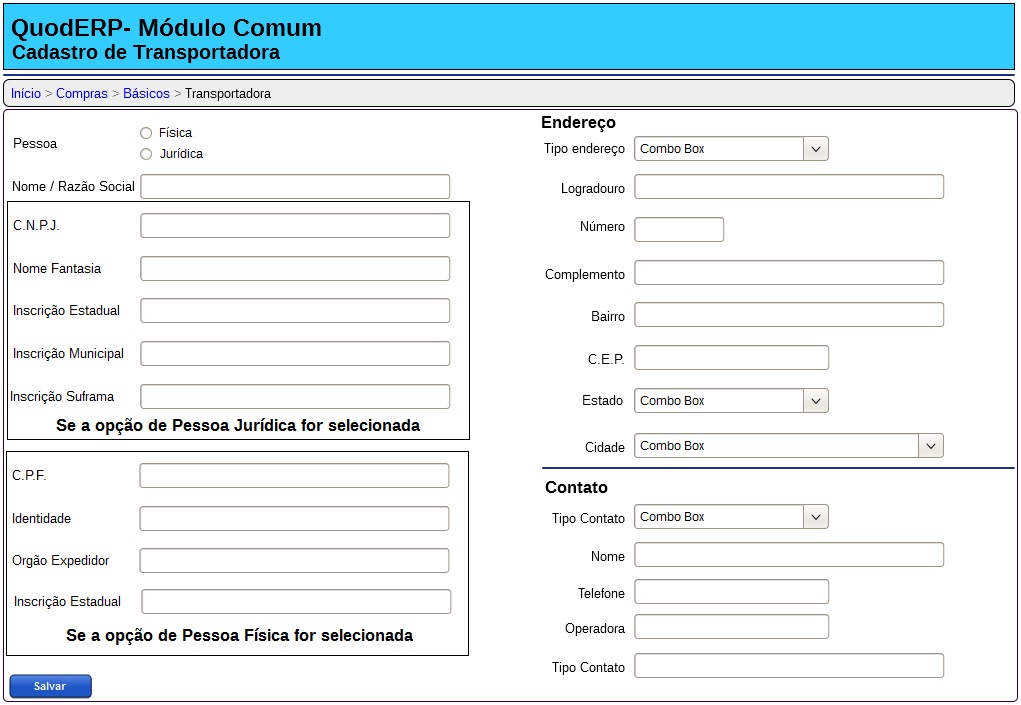 QuodERP- Módulo Comum
Cadastro de Transportadora
Início > Compras > Básicos > Transportadora
Pessoa
Física
Jurídica
Nome / Razão Social
C.N.P.J.
Nome Fantasia
Inscrição Estadual
Inscrição Municipal
Inscrição Suframa
Se a opção de Pessoa Jurídica for selecionada
C.P.F.
Identidade
Orgão Expedidor
Inscrição Estadual
Se a opção de Pessoa Física for selecionada
Salvar
Endereço
Tipo endereço Combo Box
Logradouro
Número
Complemento
Bairro
C.E.P.
Estado Combo Box
Cidade Combo Box
Contato
Tipo Contato Combo Box
Nome
Telefone
Operadora
Tipo Contato